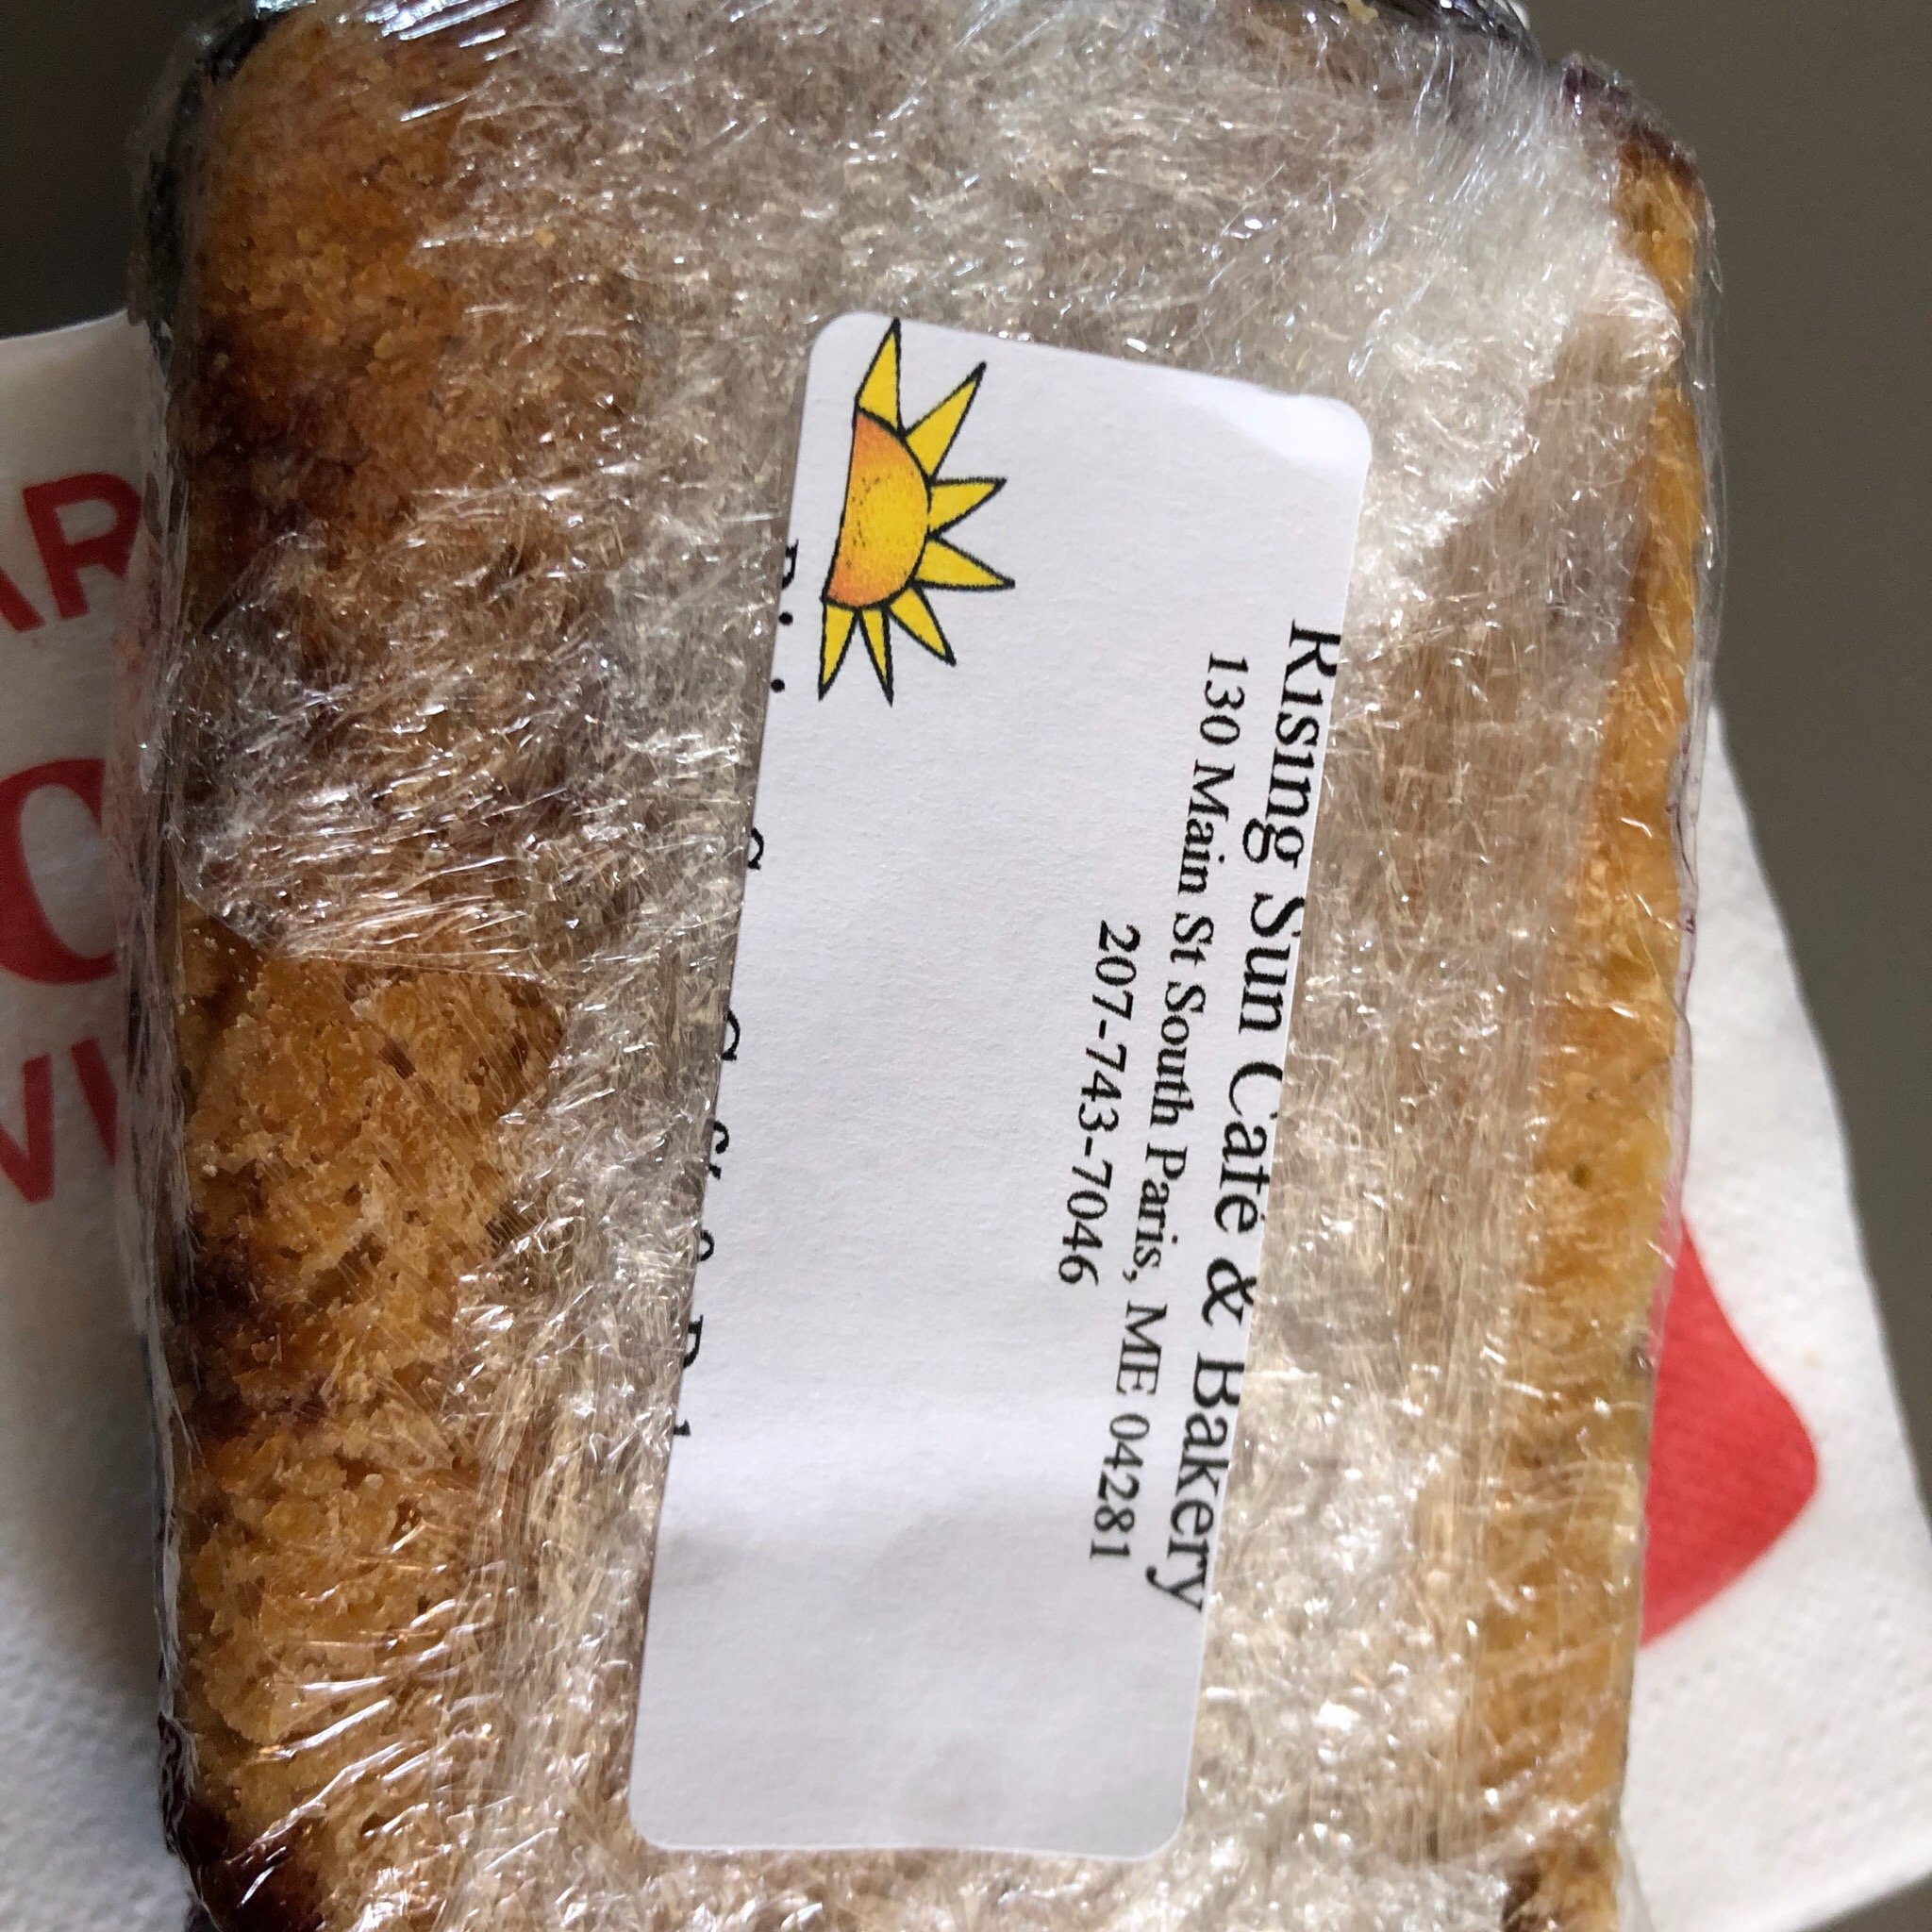 Rising Sun Café & Bakery
130 Main St South Paris, ME 04281
207-743-7046